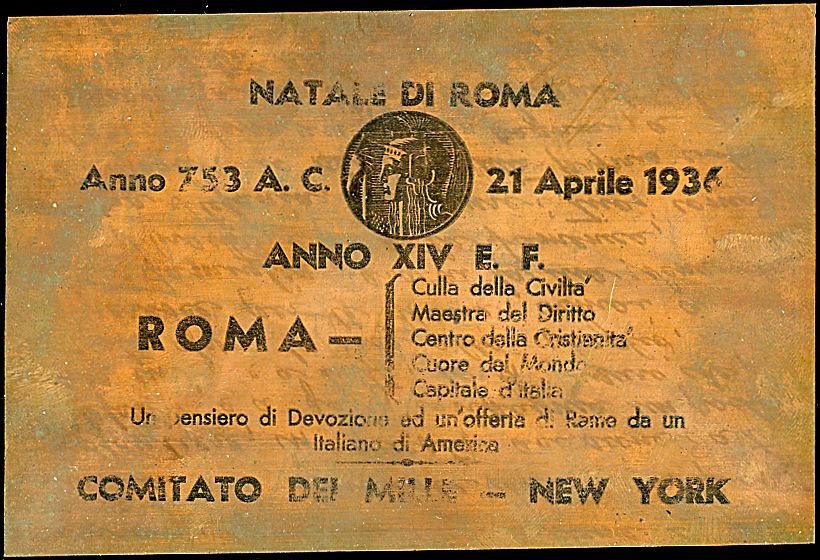 NATALE DI ROMA
Anno 753 A. C. 21 Aprile 1936
ANNO XIV E. F.
ROMA —
Culla della Civilta'
Maestra del Diritto
Centro della Cristianita'
Cuore del Mondo
Capitale d'Italia
Un pensiero di Devozione ed un'offerta di Rame da un
Italiano di America
COMITATO DEI MILLE — NEW YORK